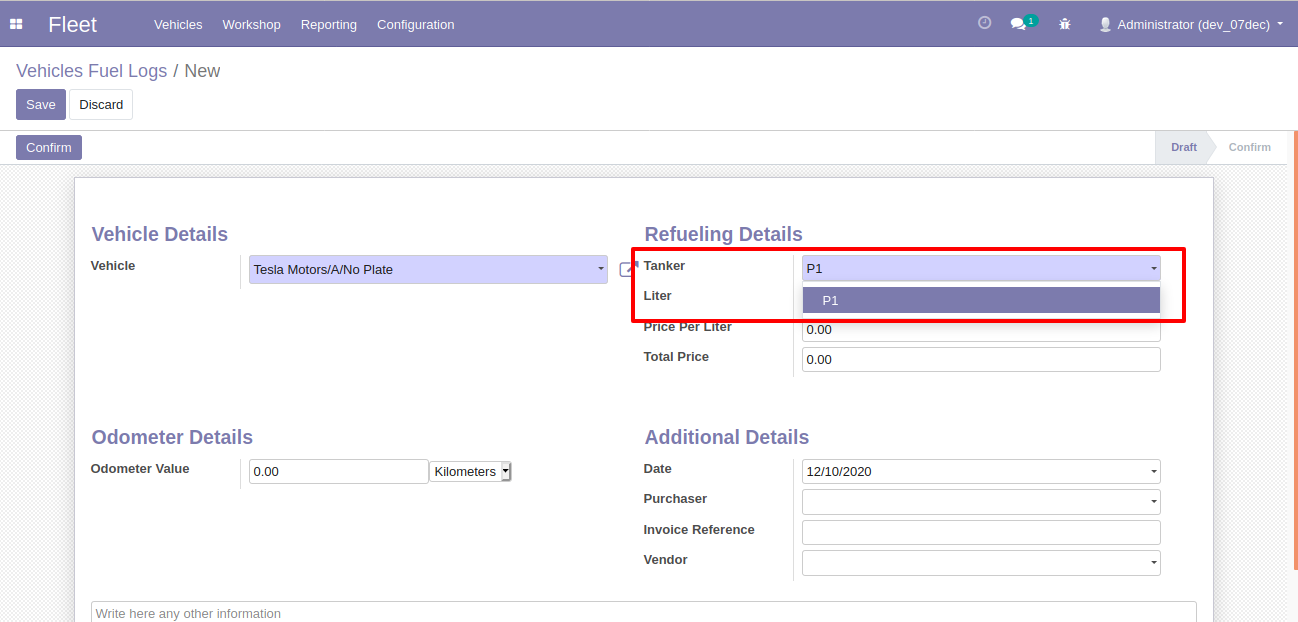 Fleet Vehicles Workshop Reporting Configuration 1 Administrator (dev_07dec)
Vehicles Fuel Logs / New
Save Discard
Confirm Draft Confirm
Vehicle Details
Vehicle Tesla Motors/A/No Plate
Refueling Details
Tanker P1
P1
Liter
Price Per Liter 0.00
Total Price 0.00
Odometer Details
Odometer Value 0.00 Kilometers
Additional Details
Date 12/10/2020
Purchaser
Invoice Reference
Vendor
Write here any other information